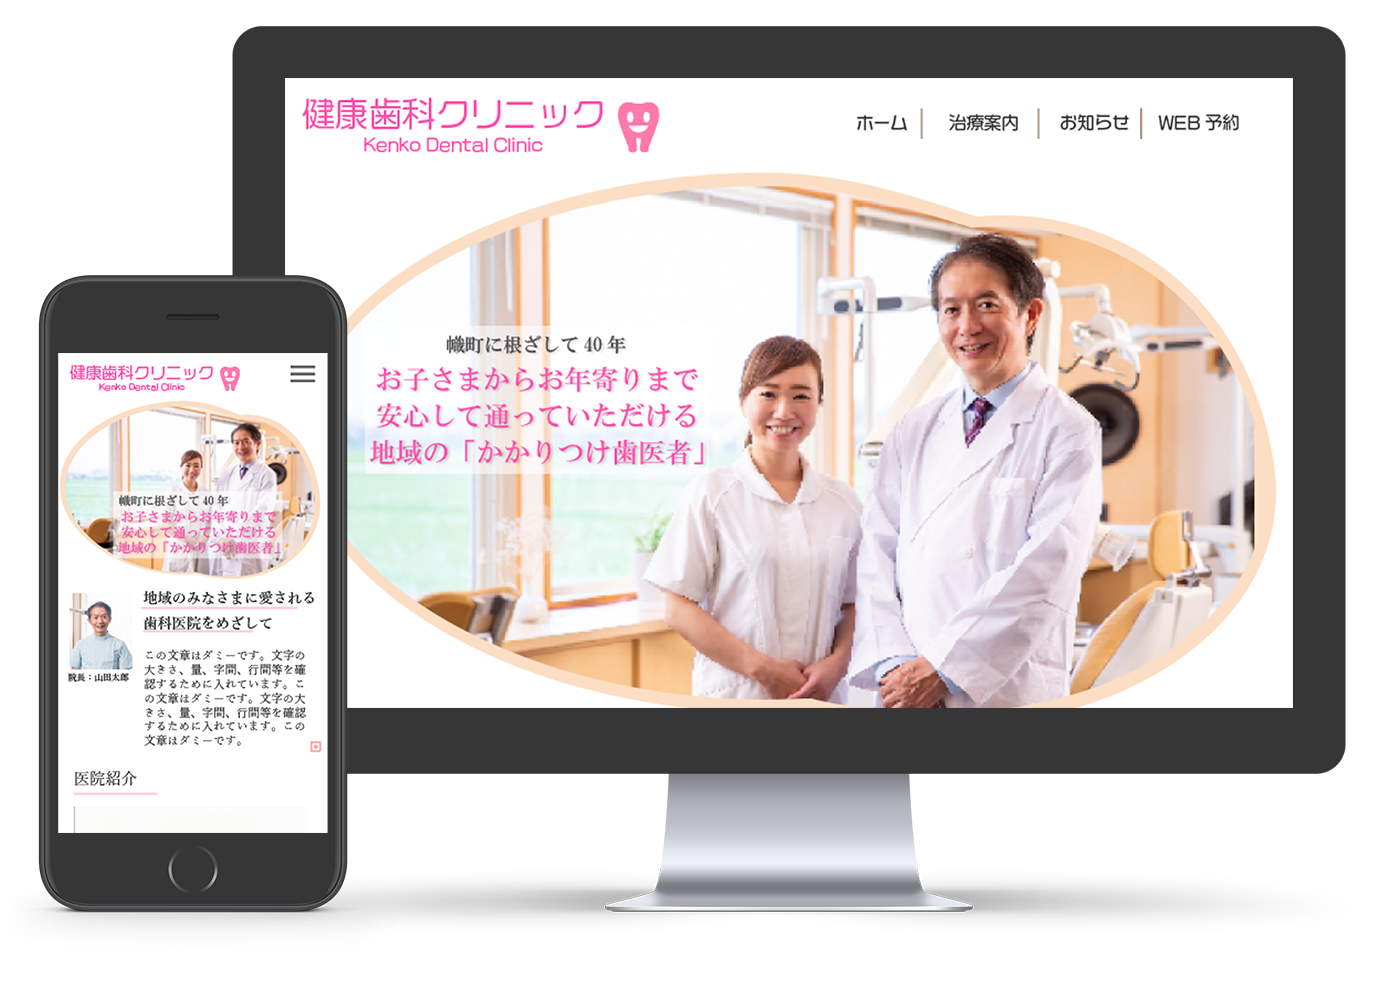 健康歯科クリニック
Kenko Dental Clinic
ホーム
治療案内
お知らせ
WEB 予約
幟町に根ざして 40 年
お子さまからお年寄りまで
安心して通っていただける
地域の「かかりつけ歯医者」
健康歯科クリニック
Kenko Dental Clinic
幟町に根ざして 40 年
お子さまからお年寄りまで
安心して通っていただける
地域の「かかりつけ歯医者」
地域のみなさまに愛される
歯科医院をめざして
院長：山田太郎
この文章はダミーです。文字の
大きさ、量、字間、行間等を確
認するために入れています。こ
の文章はダミーです。文字の大
きさ、量、字間、行間等を確認
するために入れています。この
文章はダミーです。
医院紹介